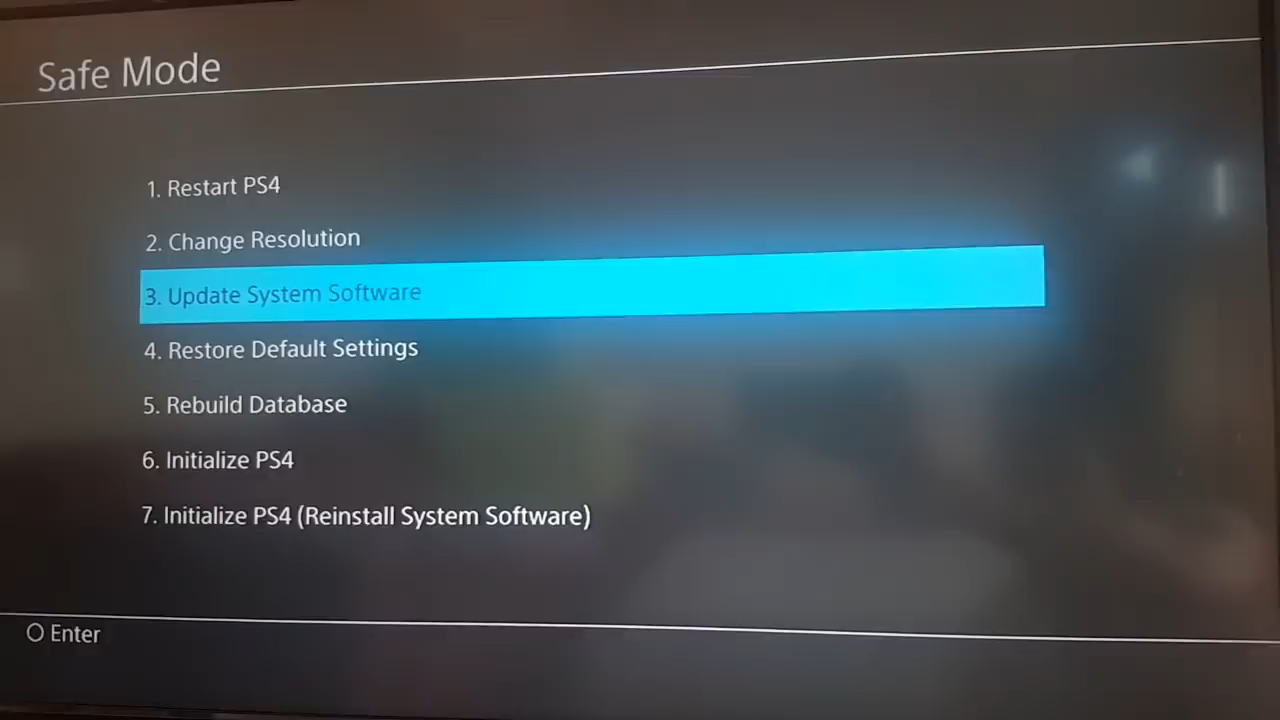 Safe Mode
1. Restart PS4
2. Change Resolution
3. Update System Software
4. Restore Default Settings
5. Rebuild Database
6. Initialize PS4
7. Initialize PS4 (Reinstall System Software)
O Enter